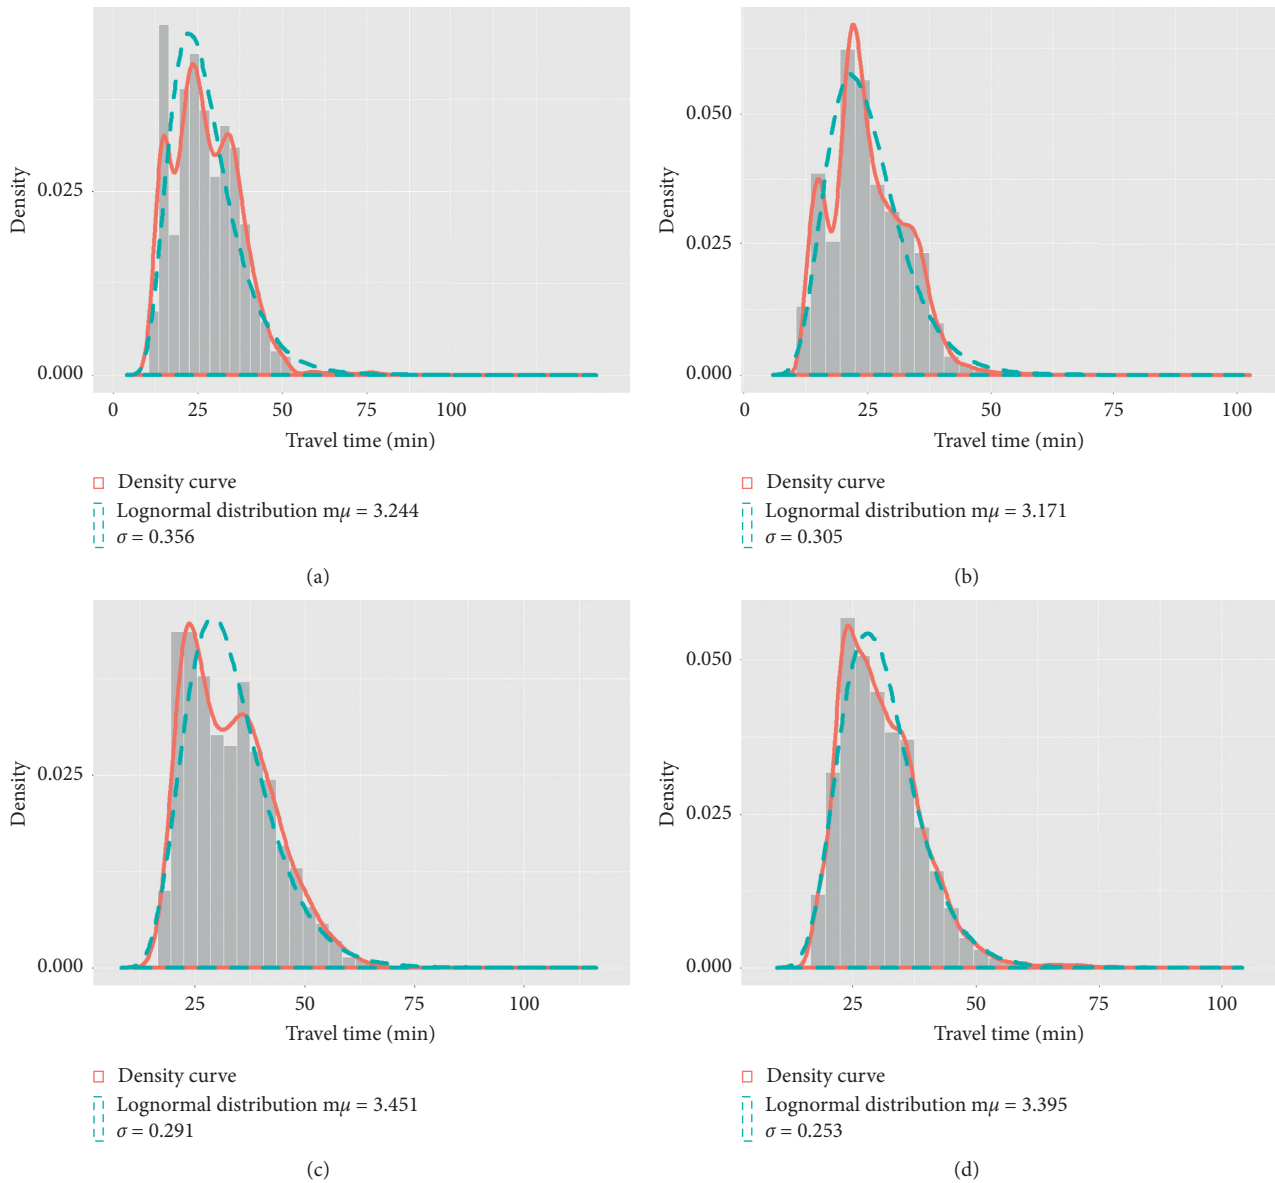 Density
0.025
0.000
0 25 50 75 100
Travel time (min)
Density curve
Lognormal distribution mμ = 3.244
σ = 0.356
(a)
Density
0.050
0.025
0.000
0 25 50 75 100
Travel time (min)
Density curve
Lognormal distribution mμ = 3.171
σ = 0.305
(b)
Density
0.025
0.000
25 50 75 100
Travel time (min)
Density curve
Lognormal distribution mμ = 3.451
σ = 0.291
(c)
Density
0.050
0.025
0.000
25 50 75 100
Travel time (min)
Density curve
Lognormal distribution mμ = 3.395
σ = 0.253
(d)